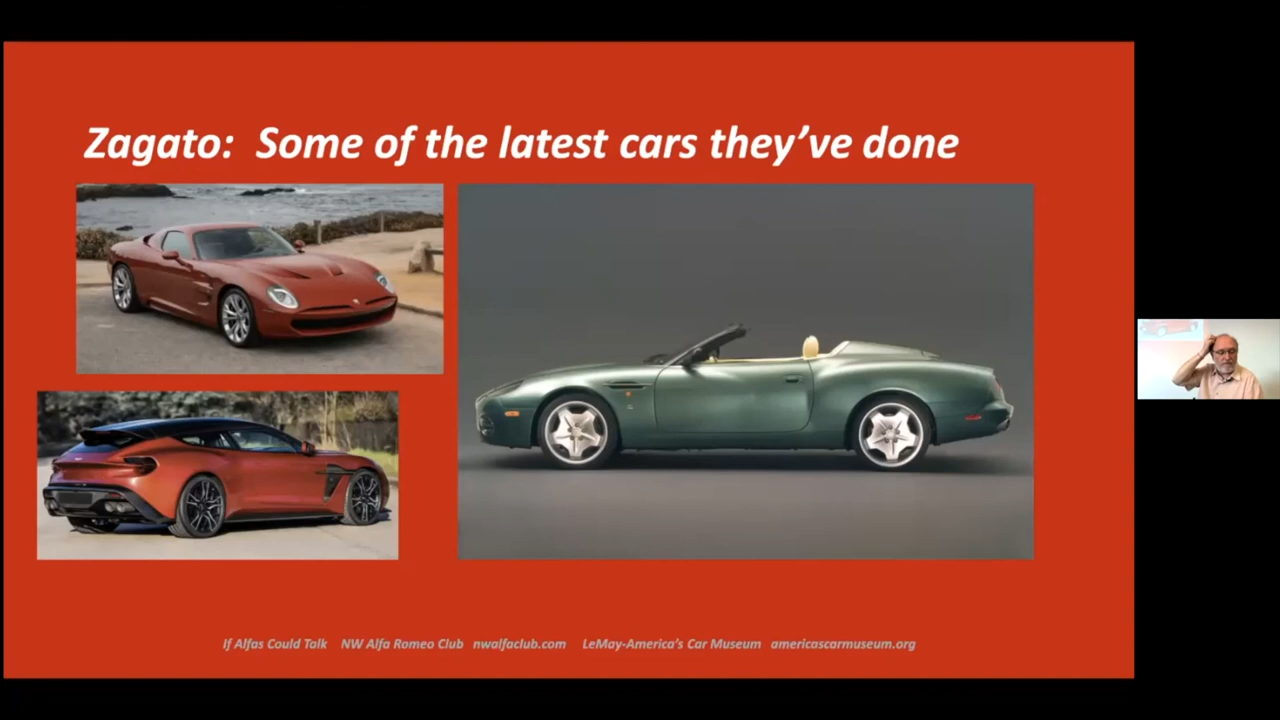 Zagato: Some of the latest cars they've done
If Alfas Could Talk NW Alfa Romeo Club nwalfaclub.com LeMay-America's Car Museum americascarmuseum.org